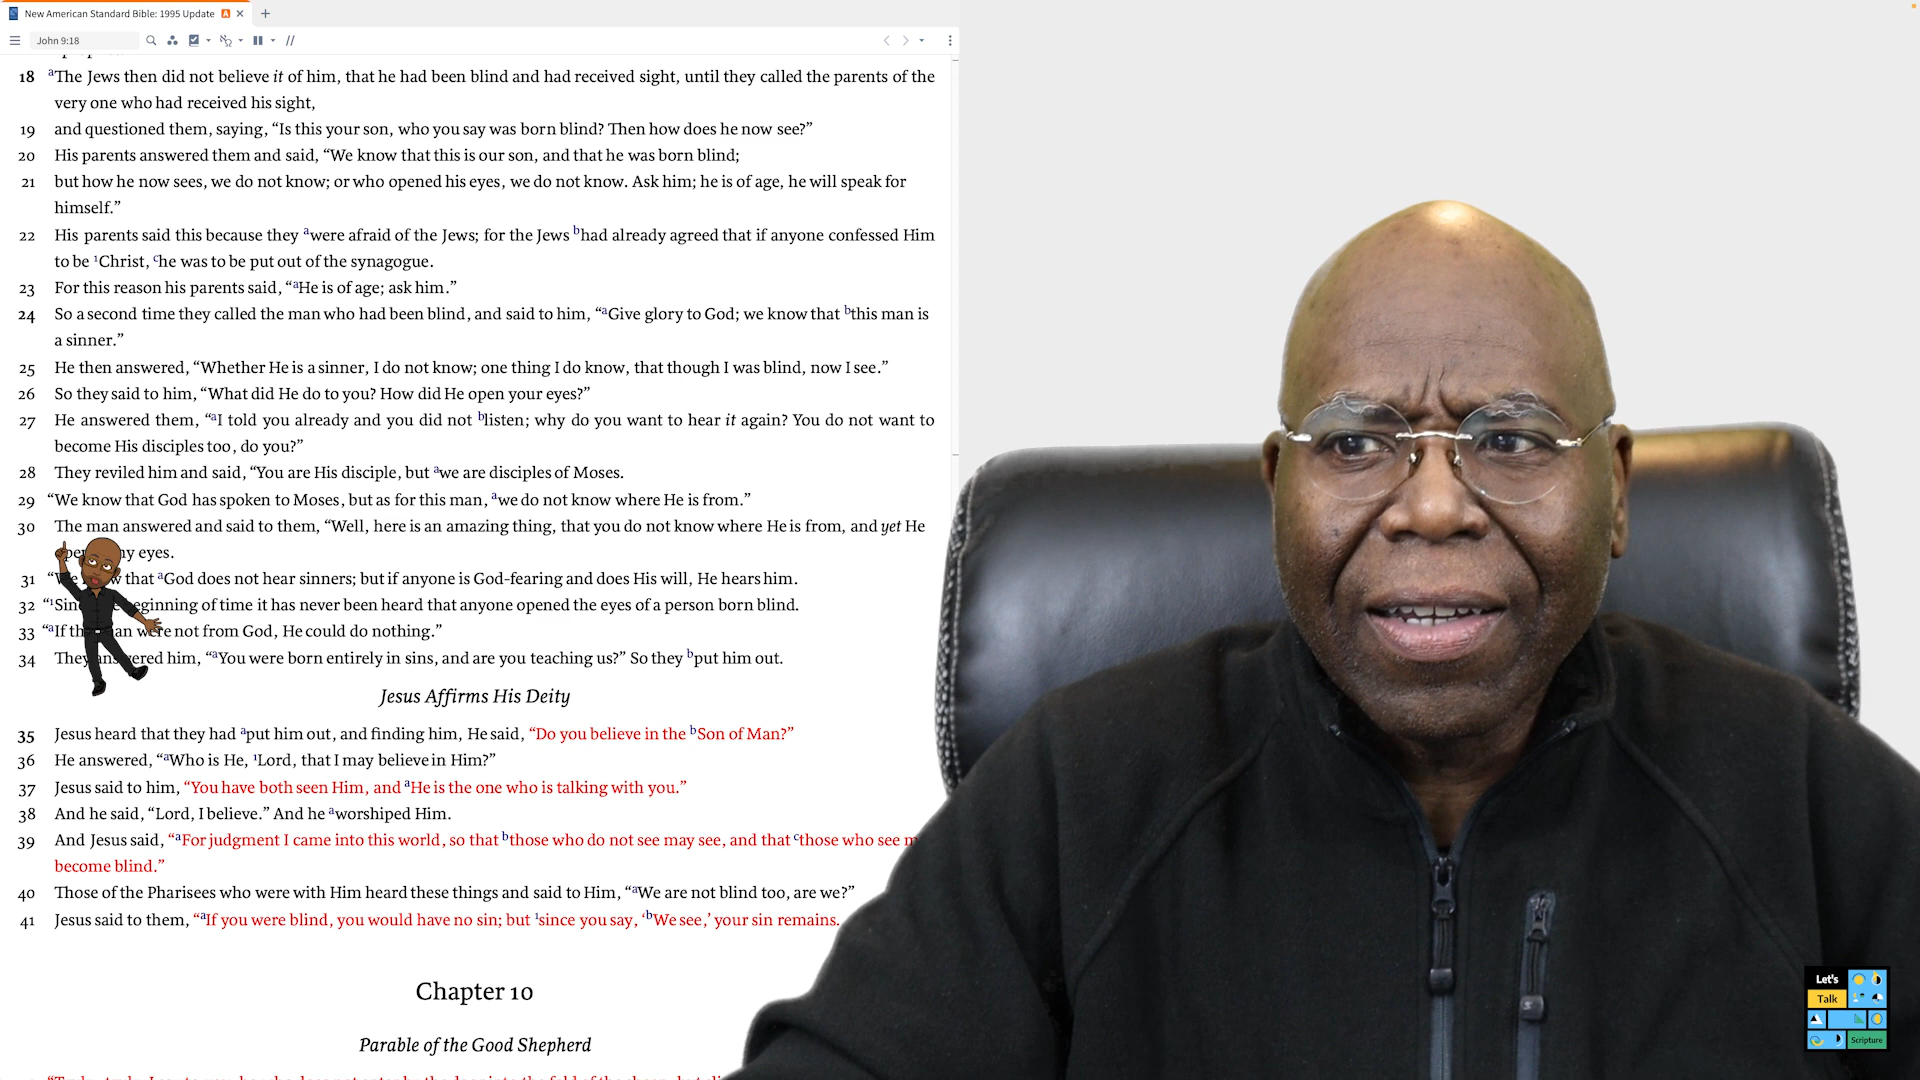 New American Standard Bible: 1995 Update A
John 9:18
18 aThe Jews then did not believe it of him, that he had been blind and had received sight, until they called the parents of the
very one who had received his sight,
19 and questioned them, saying, “Is this your son, who you say was born blind? Then how does he now see?”
20 His parents answered them and said, “We know that this is our son, and that he was born blind;
21 but how he now sees, we do not know; or who opened his eyes, we do not know. Ask him; he is of age, he will speak for
himself.”
22 His parents said this because they awere afraid of the Jews; for the Jews bhad already agreed that if anyone confessed Him
to be 1Christ, che was to be put out of the synagogue.
23 For this reason his parents said, “aHe is of age; ask him.”
24 So a second time they called the man who had been blind, and said to him, “aGive glory to God; we know that bthis man is
a sinner.”
25 He then answered, “Whether He is a sinner, I do not know; one thing I do know, that though I was blind, now I see.”
26 So they said to him, “What did He do to you? How did He open your eyes?”
27 He answered them, “aI told you already and you did not blisten; why do you want to hear it again? You do not want to
become His disciples too, do you?”
28 They reviled him and said, “You are His disciple, but awe are disciples of Moses.
29 “We know that God has spoken to Moses, but as for this man, awe do not know where He is from.”
30 The man answered and said to them, “Well, here is an amazing thing, that you do not know where He is from, and yet He
eyes.
31 that aGod does not hear sinners; but if anyone is God-fearing and does His will, He hears him.
32 of time it has never been heard that anyone opened the eyes of a person born blind.
33 “aIf not from God, He could do nothing.”
34 They him, “aYou were born entirely in sins, and are you teaching us?” So they bput him out.
Jesus Affirms His Deity
35 Jesus heard that they had aput him out, and finding him, He said, “Do you believe in the bSon of Man?”
36 He answered, “aWho is He, 1Lord, that I may believe in Him?”
37 Jesus said to him, “You have both seen Him, and aHe is the one who is talking with you.”
38 And he said, “Lord, I believe.” And he aworshiped Him.
39 And Jesus said, “aFor judgment I came into this world, so that bthose who do not see may see, and that cthose who see
become blind.”
40 Those of the Pharisees who were with Him heard these things and said to Him, “aWe are not blind too, are we?”
41 Jesus said to them, “aIf you were blind, you would have no sin; but 1since you say, ‘bWe see,’ your sin remains.
Chapter 10
Parable of the Good Shepherd
Let's
Talk
Scripture